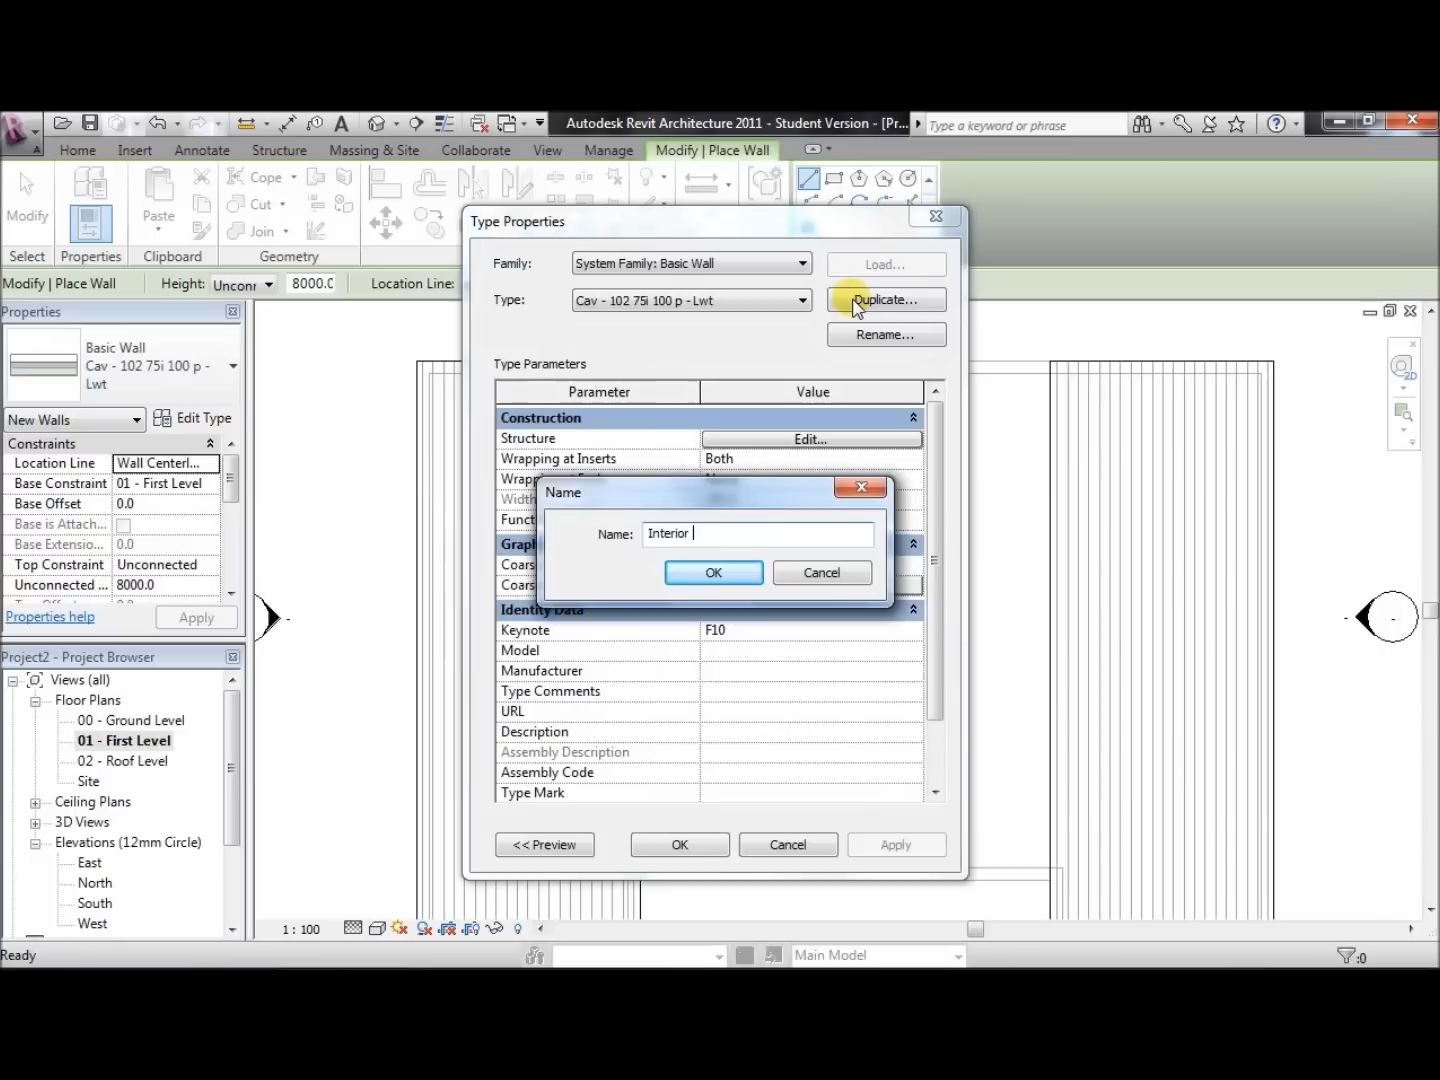 Autodesk Revit Architecture 2011 - Student Version - [Pr...
Type a keyword or phrase
Home Insert Annotate Structure Massing & Site Collaborate View Manage Modify | Place Wall
Modify
Paste
Cope
Cut
Join
Select Properties Clipboard Geometry
Modify | Place Wall Height: Unconr 8000.0 Location Line:
Properties
Basic Wall
Cav - 102 75i 100 p -
Lwt
New Walls Edit Type
Constraints
Location Line Wall Centerl...
Base Constraint 01 - First Level
Base Offset 0.0
Base is Attach...
Base Extensio... 0.0
Top Constraint Unconnected
Unconnected ... 8000.0
Properties help Apply
Project2 - Project Browser
Views (all)
Floor Plans
00 - Ground Level
01 - First Level
02 - Roof Level
Site
Ceiling Plans
3D Views
Elevations (12mm Circle)
East
North
South
West
Type Properties
Family: System Family: Basic Wall Load...
Type: Cav - 102 75i 100 p - Lwt Duplicate...
Rename...
Type Parameters
Parameter Value
Construction
Structure Edit...
Wrapping at Inserts Both
Width
Funct
Graph
Coars
Coars
Name
Name: Interior
OK Cancel
Identity Data
Keynote F10
Model
Manufacturer
Type Comments
URL
Description
Assembly Description
Assembly Code
Type Mark
<< Preview OK Cancel Apply
2D
1 : 100
Ready
Main Model
:0